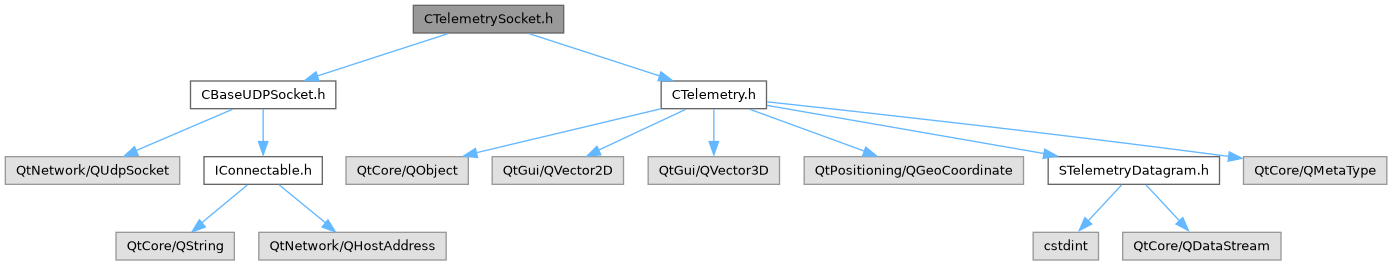 CTelemetrySocket.h
CBaseUDPSocket.h
CTelemetry.h
QtNetwork/QUdpSocket
IConnectable.h
QtCore/QObject
QtGui/QVector2D
QtGui/QVector3D
QtPositioning/QGeoCoordinate
STelemetryDatagram.h
QtCore/QMetaType
QtCore/QString
QtNetwork/QHostAddress
cstdint
QtCore/QDataStream